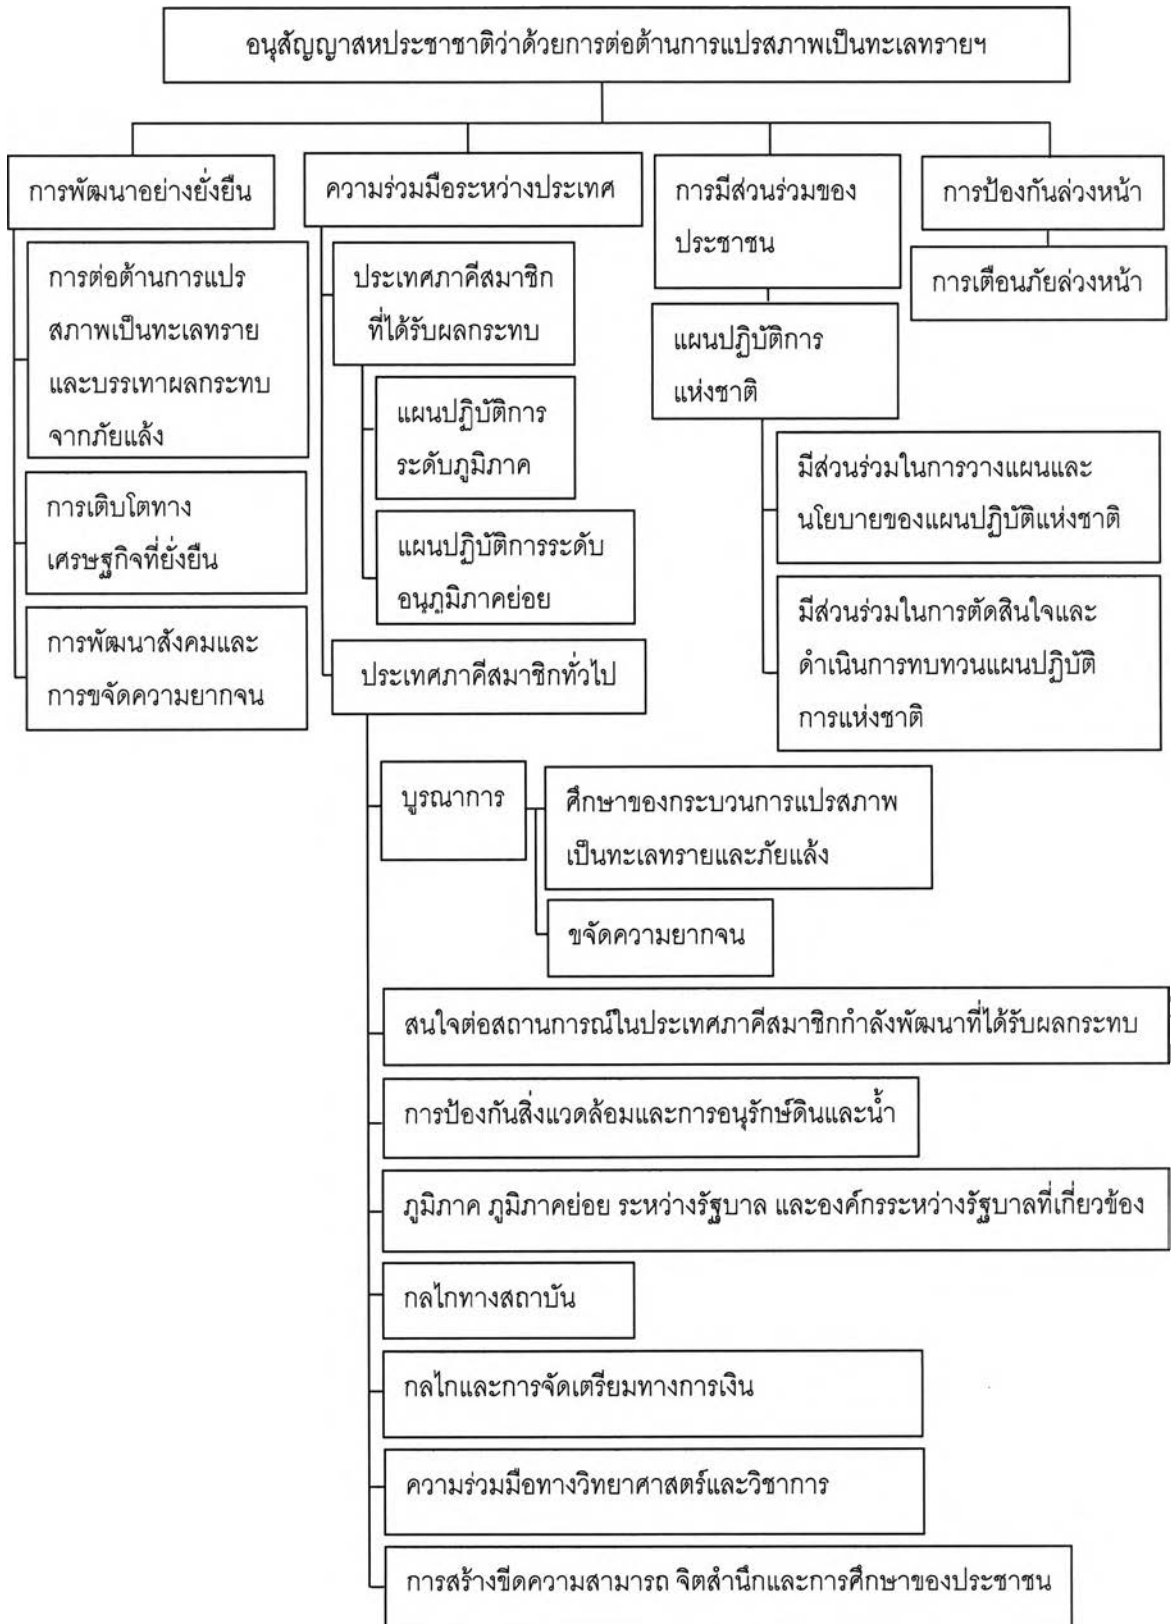 อนุสัญญาสหประชาชาติว่าด้วยการต่อต้านการแปรสภาพเป็นทะเลทรายฯ
การพัฒนาอย่างยั่งยืน
การต่อต้านการแปร
สภาพเป็นทะเลทราย
และบรรเทาผลกระทบ
จากภัยแล้ง
การเติบโตทาง
เศรษฐกิจที่ยั่งยืน
การพัฒนาสังคมและ
การขจัดความยากจน
ความร่วมมือระหว่างประเทศ
ประเทศภาคีสมาชิก
ที่ได้รับผลกระทบ
แผนปฏิบัติการ
ระดับภูมิภาค
แผนปฏิบัติการระดับ
อนุภูมิภาคย่อย
ประเทศภาคีสมาชิกทั่วไป
บูรณาการ
ศึกษาของกระบวนการแปรสภาพ
เป็นทะเลทรายและภัยแล้ง
ขจัดความยากจน
สนใจต่อสถานการณ์ในประเทศภาคีสมาชิกกำลังพัฒนาที่ได้รับผลกระทบ
การป้องกันสิ่งแวดล้อมและการอนุรักษ์ดินและน้ำ
ภูมิภาค ภูมิภาคย่อย ระหว่างรัฐบาล และองค์กรระหว่างรัฐบาลที่เกี่ยวข้อง
กลไกทางสถาบัน
กลไกและการจัดเตรียมทางการเงิน
ความร่วมมือทางวิทยาศาสตร์และวิชาการ
การสร้างขีดความสามารถ จิตสำนึกและการศึกษาของประชาชน
การมีส่วนร่วมของ
ประชาชน
แผนปฏิบัติการ
แห่งชาติ
มีส่วนร่วมในการวางแผนและ
นโยบายของแผนปฏิบัติแห่งชาติ
มีส่วนร่วมในการตัดสินใจและ
ดำเนินการทบทวนแผนปฏิบัติ
การแห่งชาติ
การป้องกันล่วงหน้า
การเตือนภัยล่วงหน้า